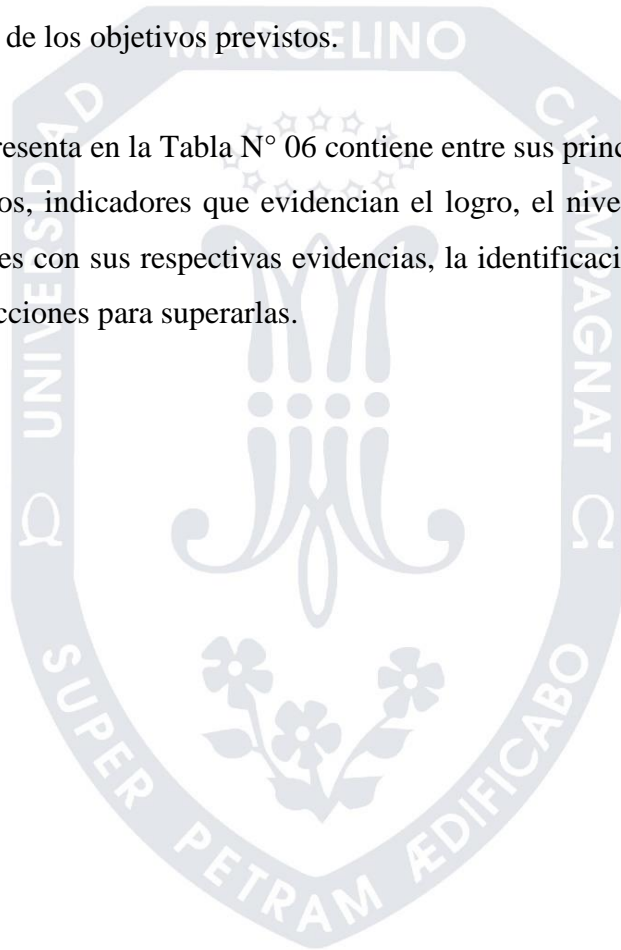 de los objetivos previstos.
resenta en la Tabla N° 06 contiene entre sus princ
os, indicadores que evidencian el logro, el nive
es con sus respectivas evidencias, la identificaci
cciones para superarlas.
UNIVERSIDAD MARCELINO CHAMPAGNAT
SUPER PETRAM ÆDIFICABO